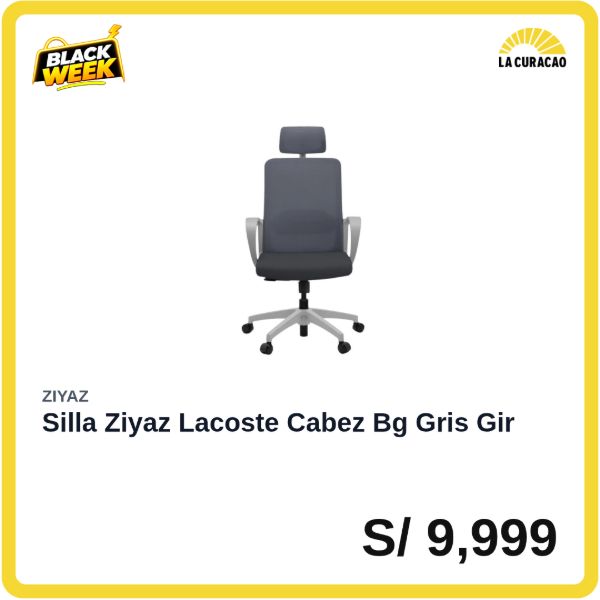 BLACK
WEEK
LA CURACAO
ZIYAZ
Silla Ziyaz Lacoste Cabez Bg Gris Gir
S/ 9,999